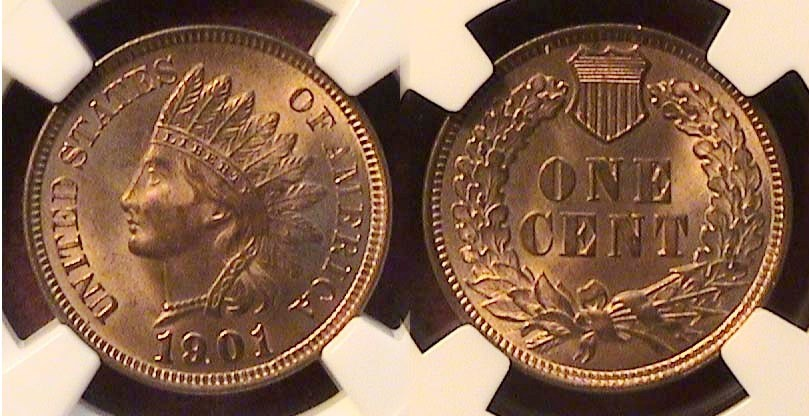 UNITED STATES OF AMERICA
LIBERTY
1901
ONE
CENT